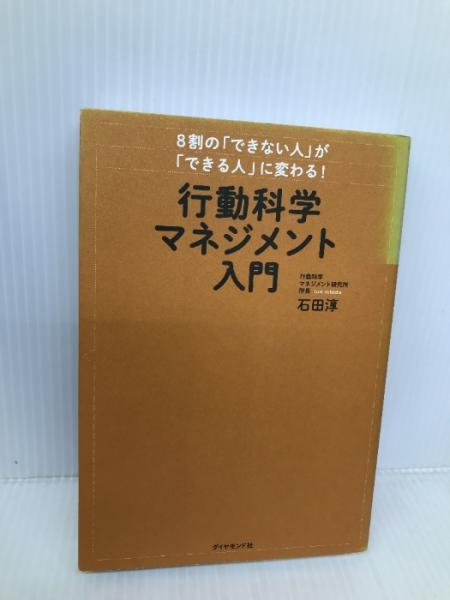 8割の「できない人」が
「できる人」に変わる!
行動科学
マネジメント
入門
行動科学
マネジメント研究所
所長
石田淳
ダイヤモンド社